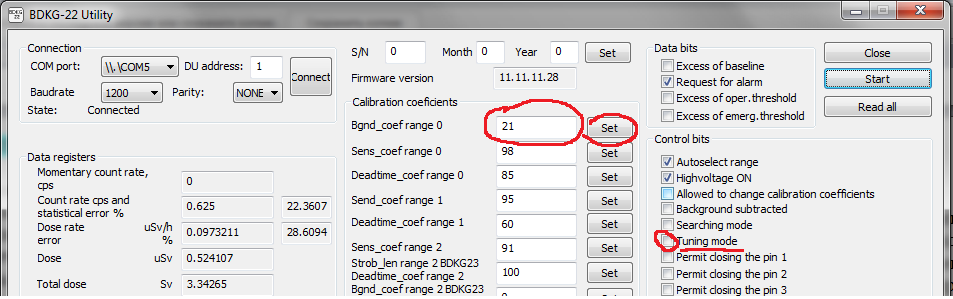 BDKG 22
BDKG-22 Utility
Connection
COM port: \\.\COM5 DU address: 1 Connect
Baudrate 1200 Parity: NONE
State: Connected
Data registers
Momentary count rate, cps 0
Count rate cps and statistical error % 0.625 22.3607
Dose rate uSv/h 0.0973211 28.6094
error %
Dose uSv 0.524107
Total dose Sv 3.34265
S/N 0 Month 0 Year 0 Set
Firmware version 11.11.11.28
Calibration coeficients
Bgnd_coef range 0 21 Set
Sens_coef range 0 98 Set
Deadtime_coef range 0 85 Set
Send_coef range 1 95 Set
Deadtime_coef range 1 60 Set
Sens_coef range 2 91 Set
Strob_len range 2 BDKG23
Deadtime_coef range 2 100 Set
Bgnd_coef range 2 BDKG23
Data bits
Excess of baseline
Request for alarm
Excess of oper.threshold
Excess of emerg.threshold
Close
Start
Read all
Control bits
Autoselect range
Highvoltage ON
Allowed to change calibration coefficients
Background subtracted
Searching mode
Tuning mode
Permit closing the pin 1
Permit closing the pin 2
Permit closing the pin 3